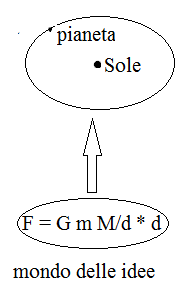 pianeta
Sole
F = G m M/d * d
mondo delle idee